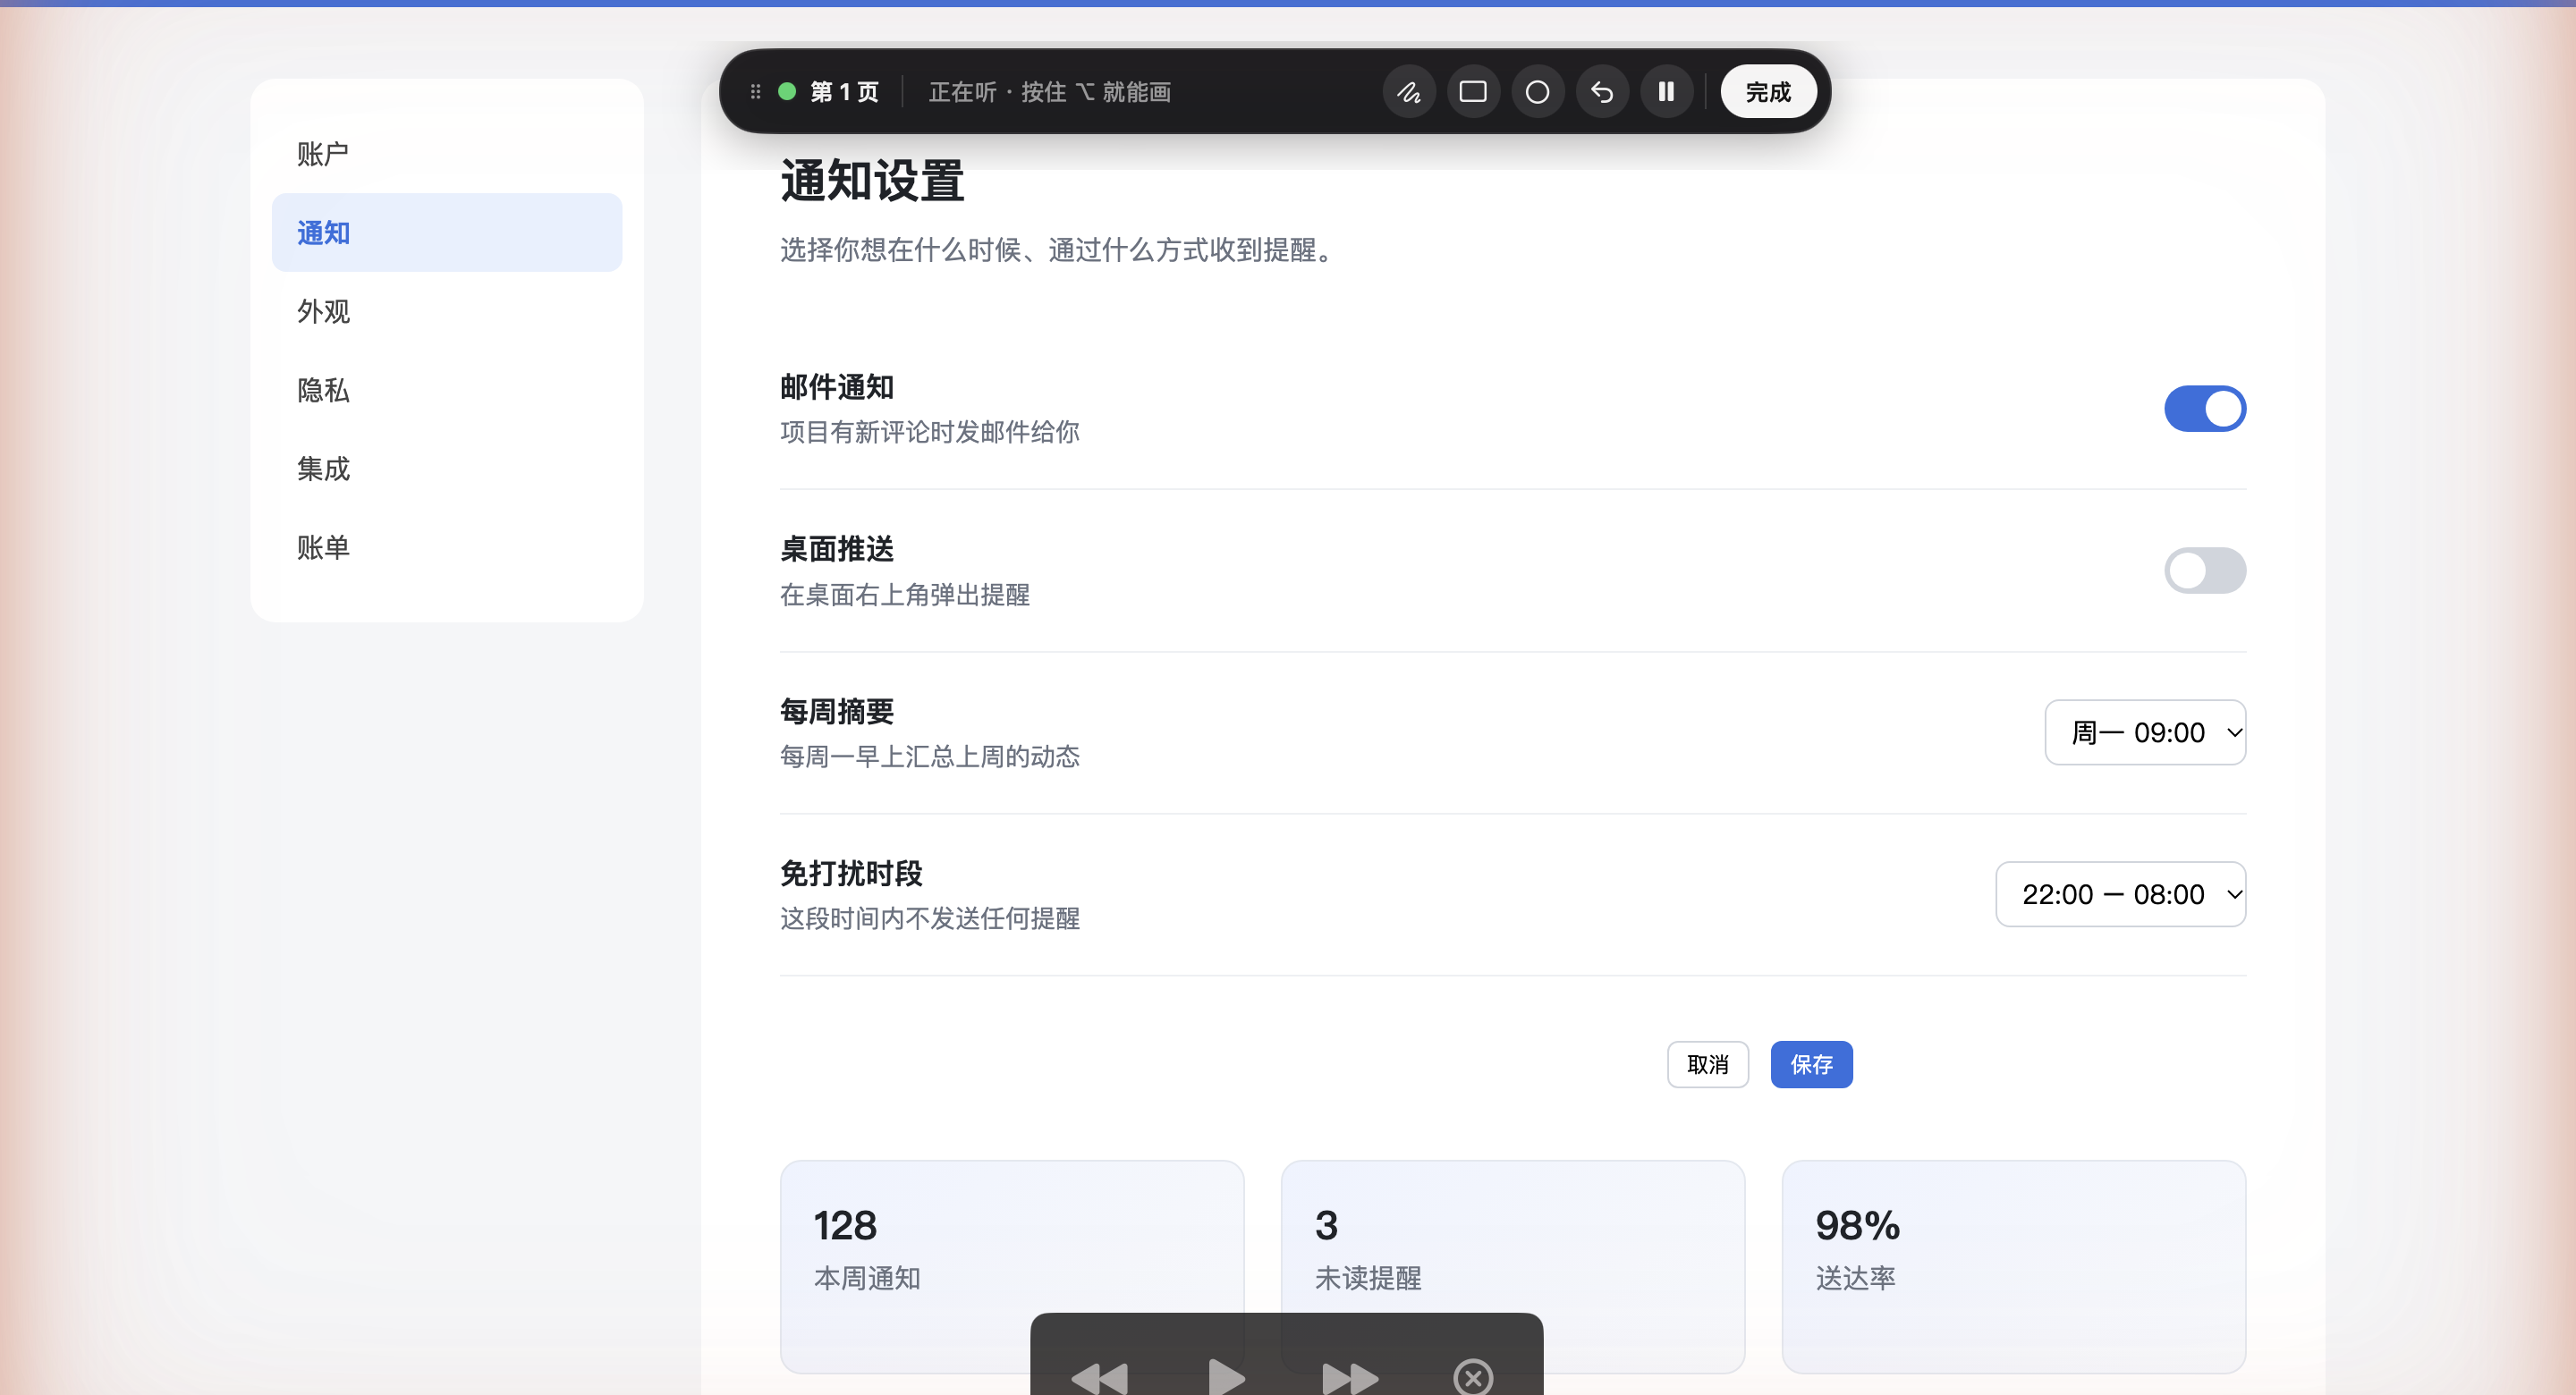 第 1 页
正在听 · 按住 ⌥ 就能画
完成
账户
通知
外观
隐私
集成
账单
通知设置
选择你想在什么时候、通过什么方式收到提醒。
邮件通知
项目有新评论时发邮件给你
桌面推送
在桌面右上角弹出提醒
每周摘要
每周一早上汇总上周的动态
周一 09:00
免打扰时段
这段时间内不发送任何提醒
22:00 — 08:00
取消
保存
128
本周通知
3
未读提醒
98%
送达率